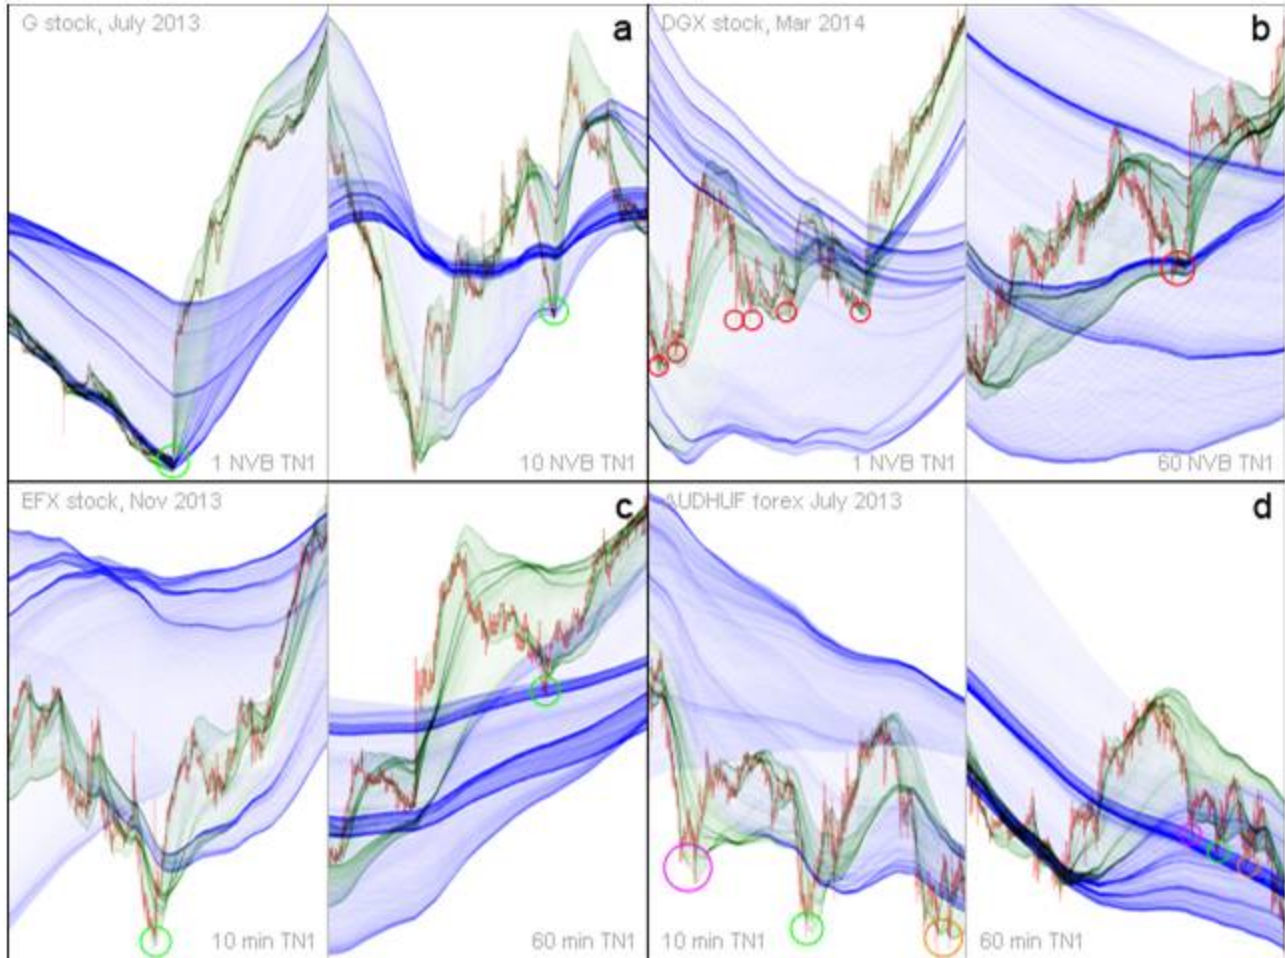 G stock, July 2013
a
1 NVB TN1
10 NVB TN1
DGX stock, Mar 2014
b
1 NVB TN1
60 NVB TN1
EFX stock, Nov 2013
c
10 min TN1
60 min TN1
AUDHUF forex July 2013
d
10 min TN1
60 min TN1